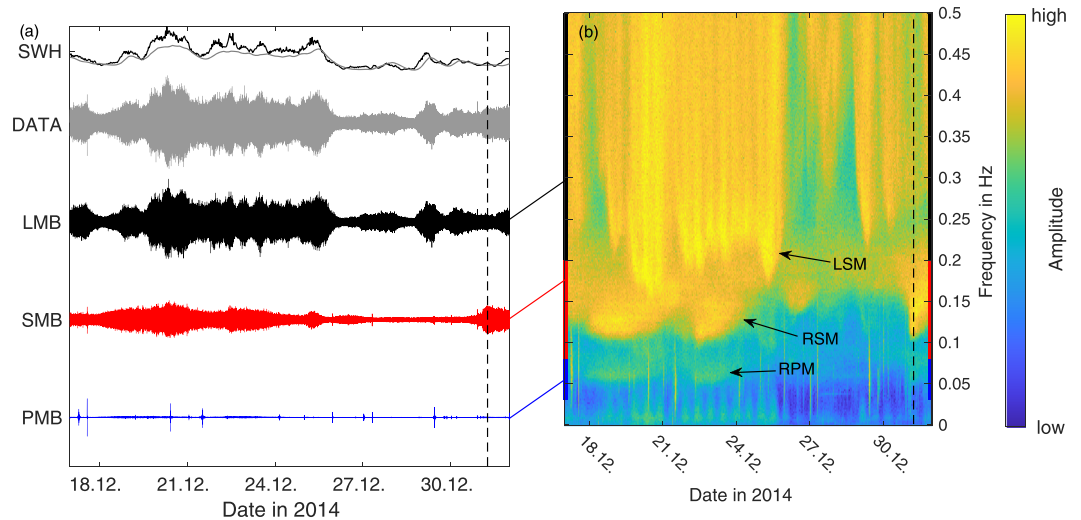 (a)
SWH
DATA
LMB
SMB
PMB
18.12. 21.12. 24.12. 27.12. 30.12.
Date in 2014
(b)
LSM
RSM
RPM
18.12. 21.12. 24.12. 27.12. 30.12.
Date in 2014
0.5
0.45
0.4
0.35
0.3
0.25
0.2
0.15
0.1
0.05
0
Frequency in Hz
Amplitude
high
low